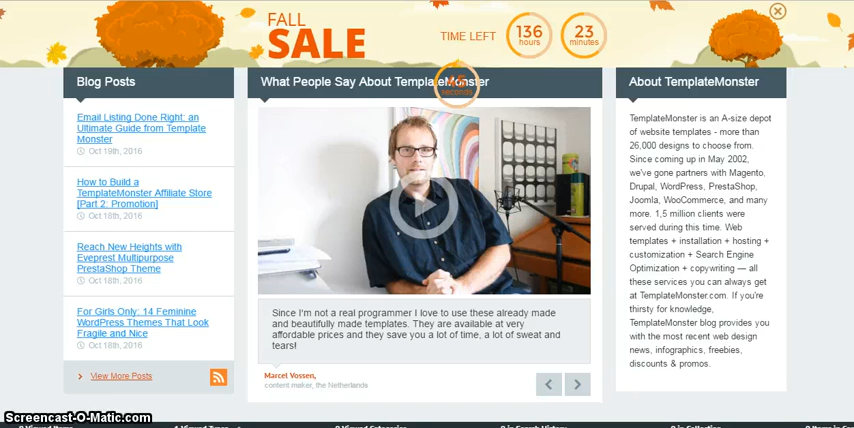 FALL
SALE
TIME LEFT
136
hours
23
minutes
seconds
Blog Posts
Email Listing Done Right: an
Ultimate Guide from Template
Monster
Oct 19th, 2016
How to Build a
TemplateMonster Affiliate Store
[Part 2: Promotion]
Oct 18th, 2016
Reach New Heights with
Eyeprest Multipurpose
PrestaShop Theme
Oct 18th, 2016
For Girls Only: 14 Feminine
WordPress Themes That Look
Fragile and Nice
Oct 18th, 2016
View More Posts
What People Say About TemplateMonster
Since I'm not a real programmer I love to use these already made
and beautifully made templates. They are available at very
affordable prices and they save you a lot of time, a lot of sweat and
tears!
Marcel Vossen,
content maker, the Netherlands
About TemplateMonster
TemplateMonster is an A-size depot
of website templates - more than
26,000 designs to choose from.
Since coming up in May 2002,
we've gone partners with Magento,
Drupal, WordPress, PrestaShop,
Joomla, WooCommerce, and many
more. 1,5 million clients were
served during this time. Web
templates + installation + hosting +
customization + Search Engine
Optimization + copywriting — all
these services you can always get
at TemplateMonster.com. If you're
thirsty for knowledge,
TemplateMonster blog provides you
with the most recent web design
news, infographics, freebies,
discounts & promos.
Screencast-O-Matic.com